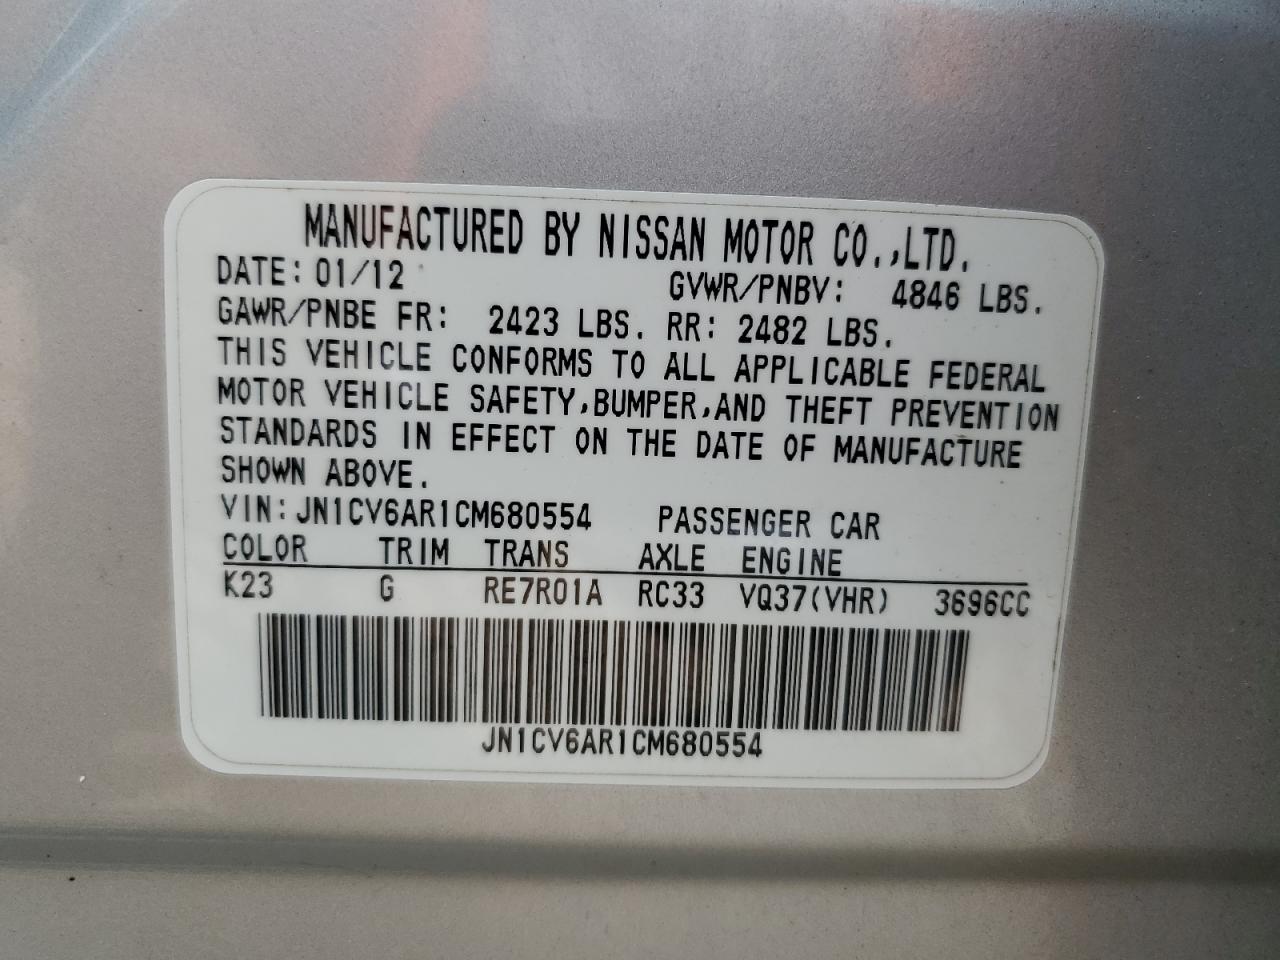 MANUFACTURED BY NISSAN MOTOR CO.,LTD.
DATE: 01/12 GVWR/PNBV: 4846 LBS.
GAWR/PNBE FR: 2423 LBS. RR: 2482 LBS.
THIS VEHICLE CONFORMS TO ALL APPLICABLE FEDERAL
MOTOR VEHICLE SAFETY,BUMPER,AND THEFT PREVENTION
STANDARDS IN EFFECT ON THE DATE OF MANUFACTURE
SHOWN ABOVE.
VIN:JN1CV6AR1CM680554 PASSENGER CAR
COLOR TRIM TRANS AXLE ENGINE
K23 G RE7R01A RC33 VQ37(VHR) 3696CC
JN1CV6AR1CM680554